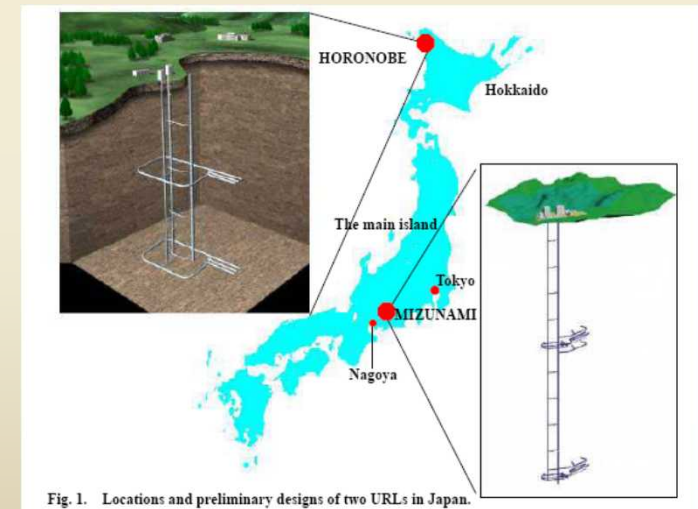 HORONOBE
Hokkaido
The main island
Tokyo
MIZUNAMI
Nagoya
Fig. 1. Locations and preliminary designs of two URLs in Japan.